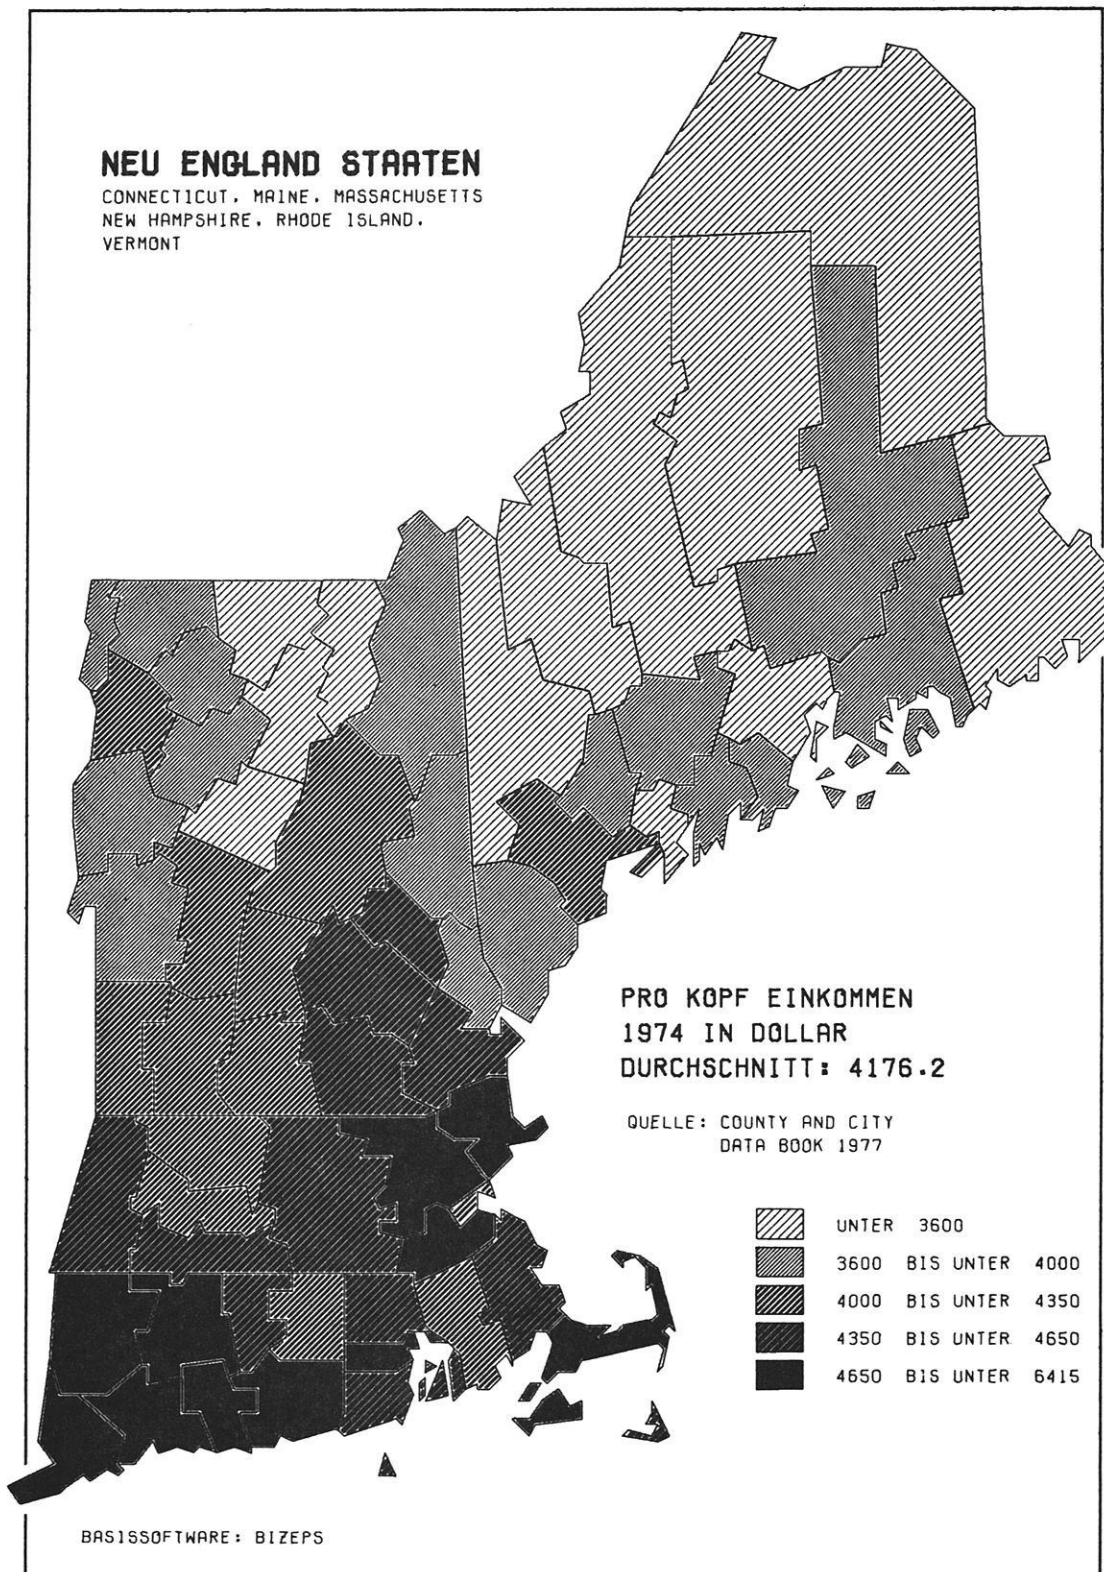 NEU ENGLAND STAATEN
CONNECTICUT, MAINE, MASSACHUSETTS
NEW HAMPSHIRE, RHODE ISLAND,
VERMONT
PRO KOPF EINKOMMEN
1974 IN DOLLAR
DURCHSCHNITT: 4176.2
QUELLE: COUNTY AND CITY
DATA BOOK 1977
UNTER 3600
3600 BIS UNTER 4000
4000 BIS UNTER 4350
4350 BIS UNTER 4650
4650 BIS UNTER 6415
BASISSOFTWARE: BIZEPS